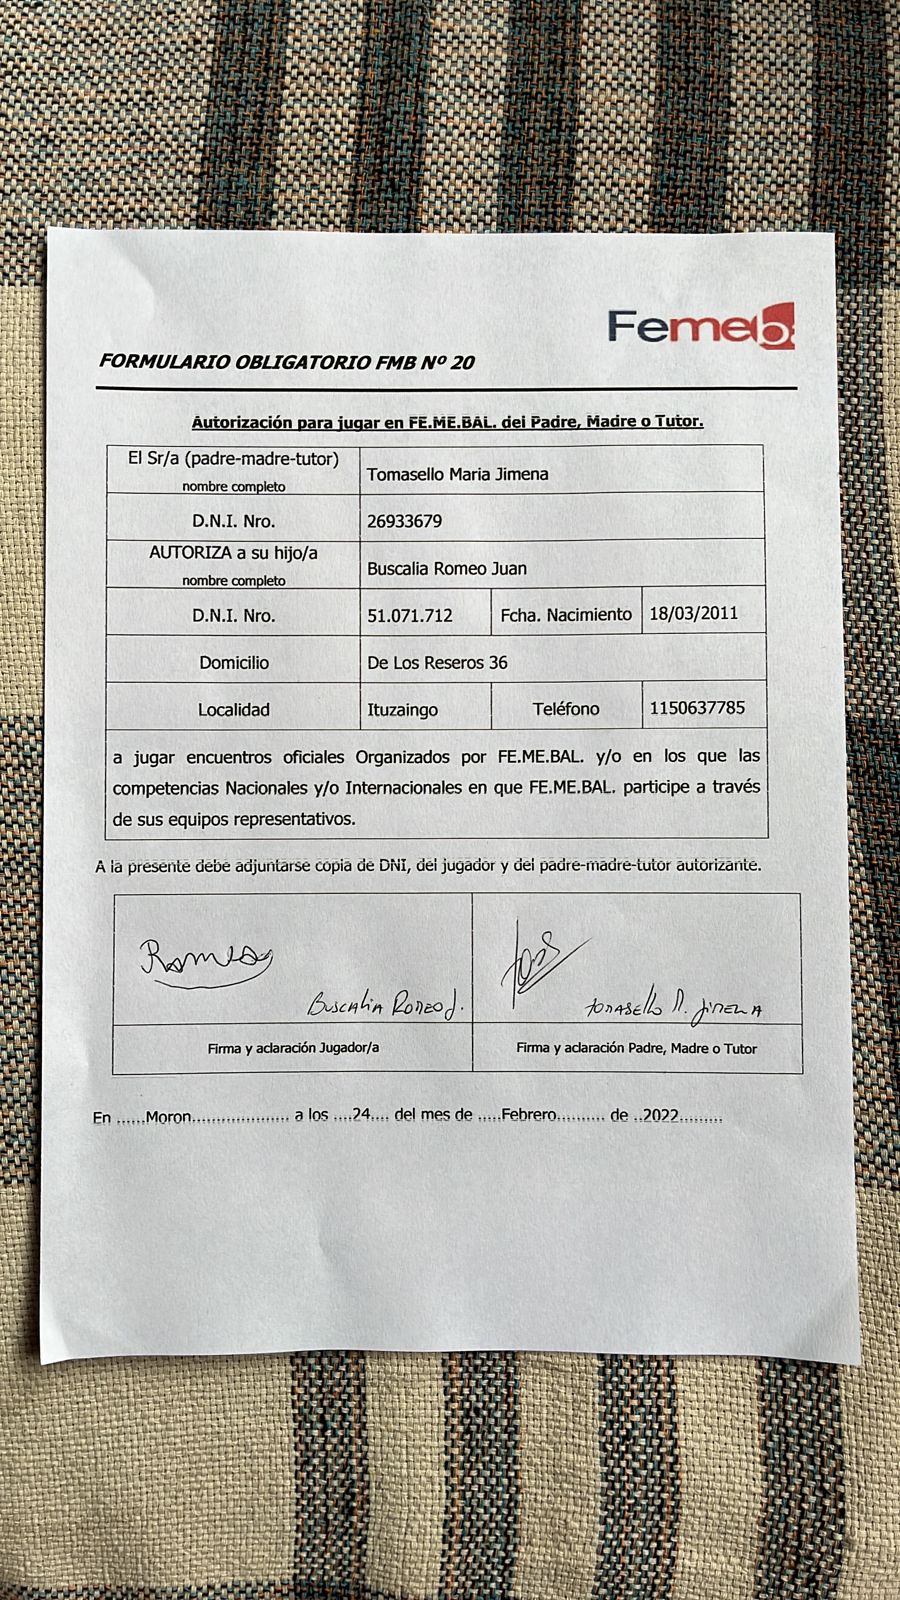 Femeba
FORMULARIO OBLIGATORIO FMB Nº 20
Autorización para jugar en FE.ME.BAL. del Padre, Madre o Tutor.
El Sr/a (padre-madre-tutor) nombre completo Tomasello Maria Jimena
D.N.I. Nro. 26933679
AUTORIZA a su hijo/a nombre completo Buscalia Romeo Juan
D.N.I. Nro. 51.071.712 Fcha. Nacimiento 18/03/2011
Domicilio De Los Reseros 36
Localidad Ituzaingo Teléfono 1150637785
a jugar encuentros oficiales Organizados por FE.ME.BAL. y/o en los que las
competencias Nacionales y/o Internacionales en que FE.ME.BAL. participe a través
de sus equipos representativos.
A la presente debe adjuntarse copia de DNI, del jugador y del padre-madre-tutor autorizante.
Romeo
Buscalia Romeo J. Tomasello M. Jimena
Firma y aclaración Jugador/a Firma y aclaración Padre, Madre o Tutor
En ......Moron.................... a los ....24.... del mes de .....Febrero.......... de ..2022.........